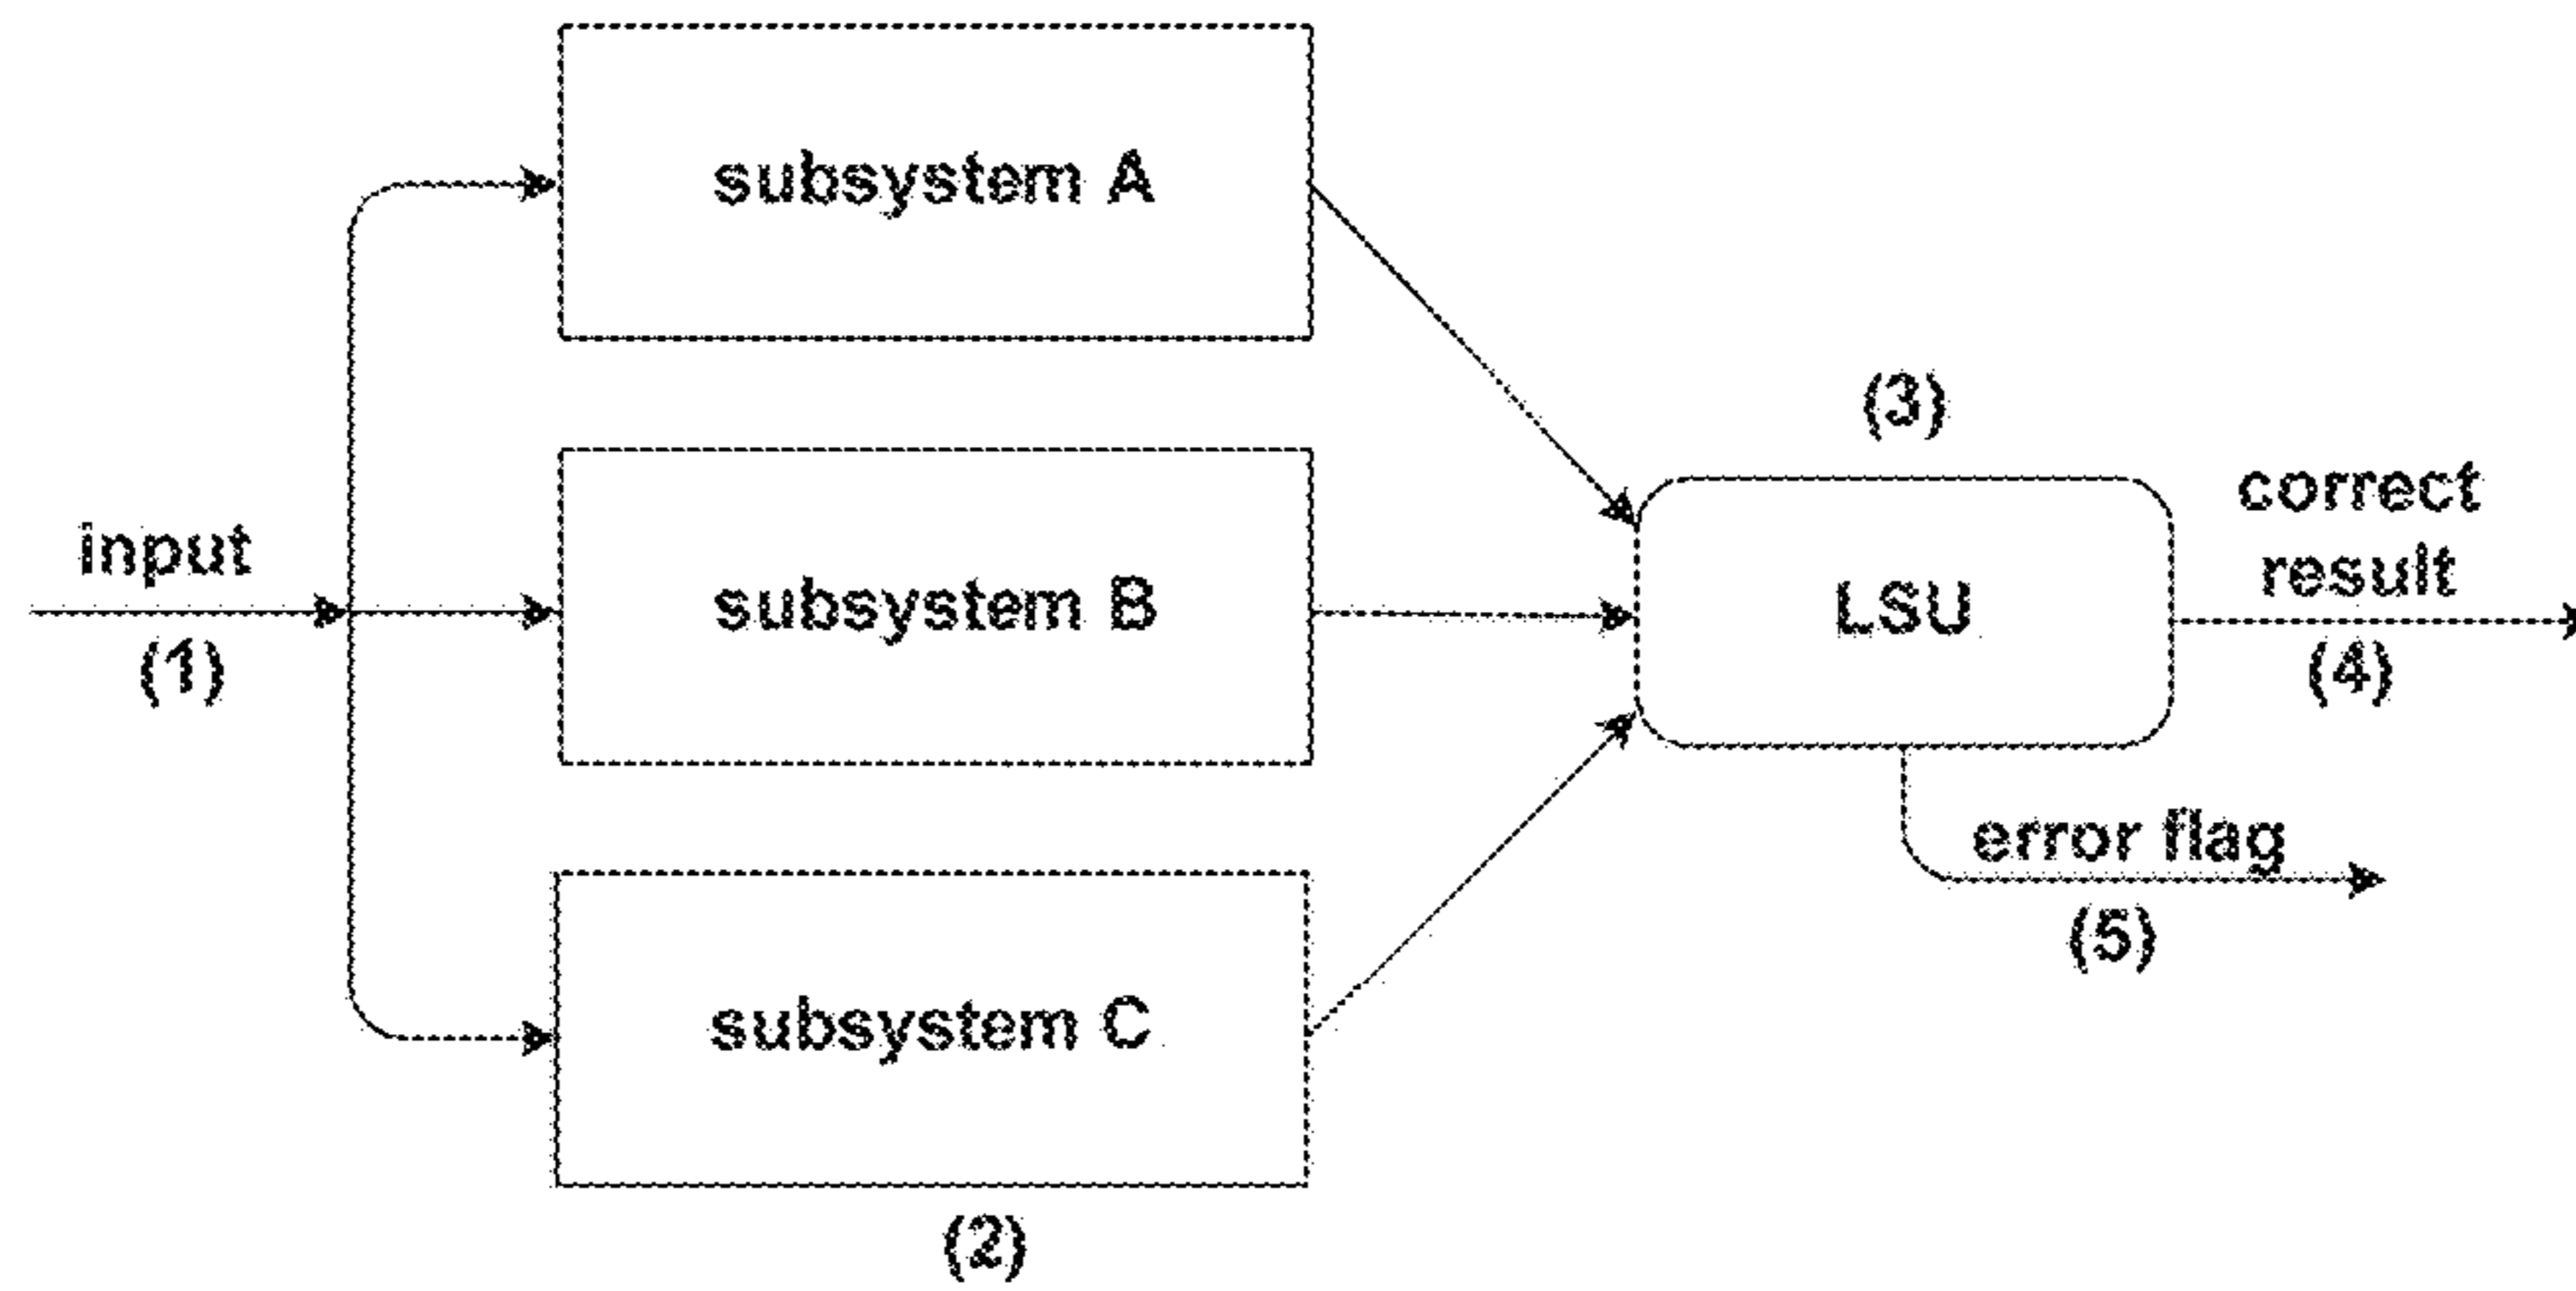 subsystem A
(3)
input
(1)
subsystem B
LSU
correct
result
(4)
error flag
(5)
subsystem C
(2)